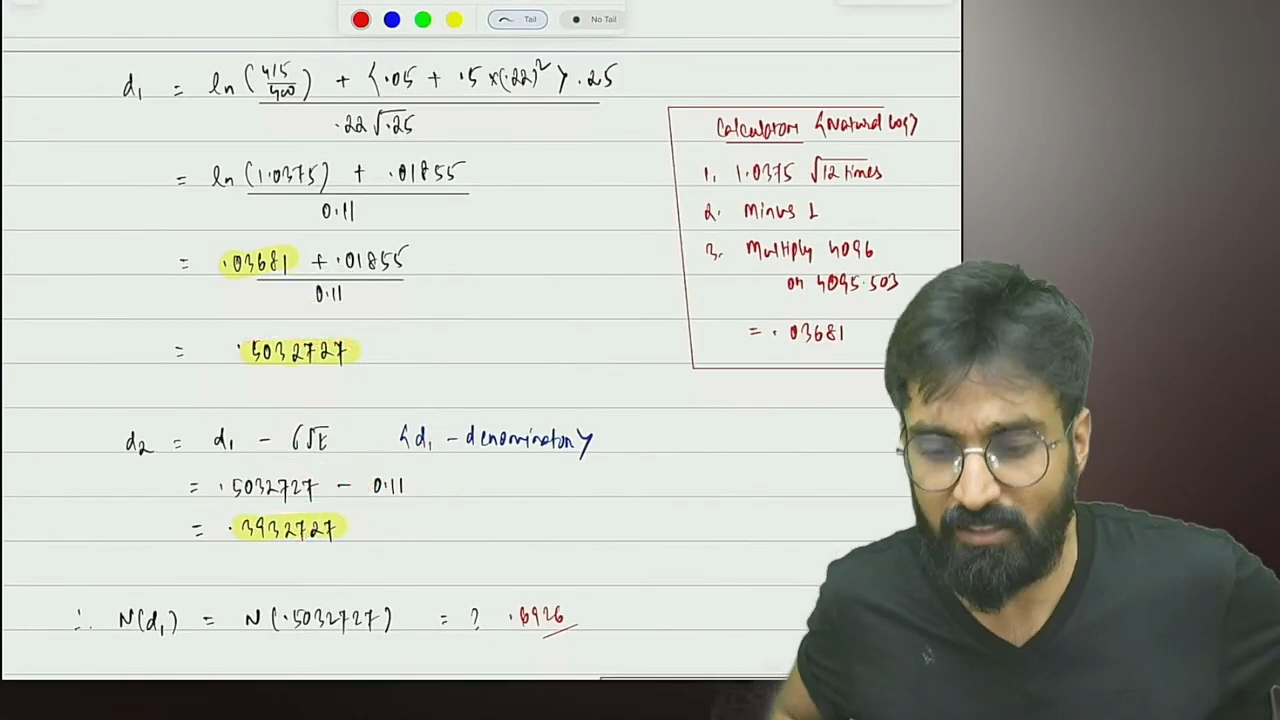 Tail
No Tail
d₁ = ln(415/400) + {.05 + .5×(.22)²} .25
.22√.25
= ln(1.0375) + .01855
0.11
= .03681 + .01855
0.11
= .5032727
d₂ = d₁ - σ√t {d₁ - denominator}
= .5032727 - 0.11
= .3932727
∴ N(d₁) = N(.5032727) = ? .6926
Calculator {Natural log}
1. 1.0375 √12 times
2. Minus 1
3. Multiply 4096
or 4095.503
= .03681